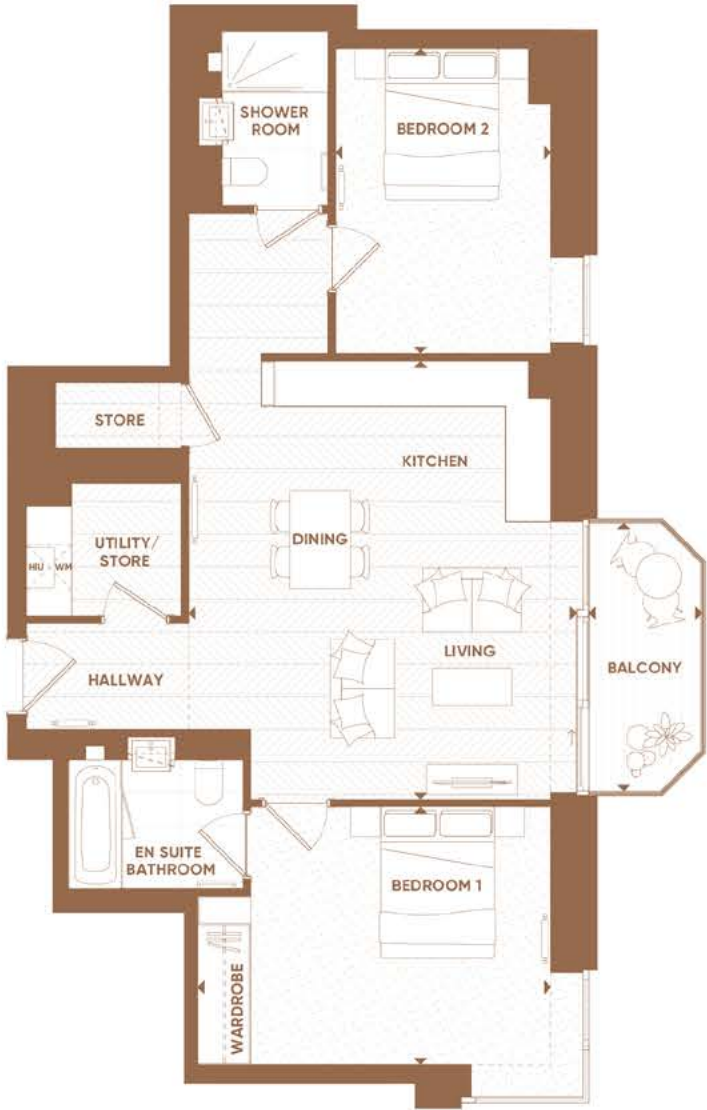 SHOWER
ROOM
BEDROOM 2
STORE
KITCHEN
UTILITY/
STORE
HIU
WM
DINING
LIVING
HALLWAY
BALCONY
EN SUITE
BATHROOM
BEDROOM 1
WARDROBE